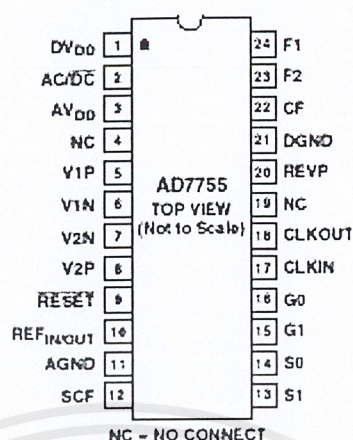 DVDD 1
AC/DC 2
AVDD 3
NC 4
V1P 5
V1N 6
V2N 7
V2P 8
RESET 9
REFIN/OUT 10
AGND 11
SCF 12
AD7755
TOP VIEW
(Not to Scale)
24 F1
23 F2
22 CF
21 DGND
20 REVP
19 NC
18 CLKOUT
17 CLKIN
16 G0
15 G1
14 S0
13 S1
NC = NO CONNECT